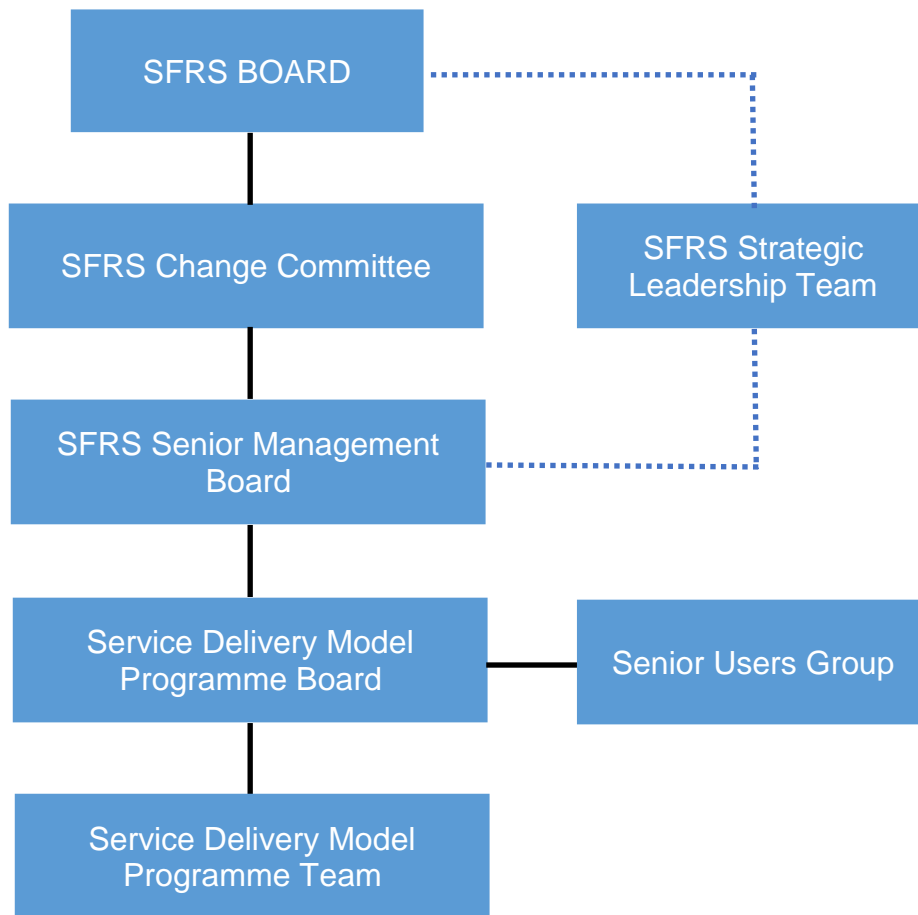 SFRS BOARD
SFRS Change Committee
SFRS Strategic
Leadership Team
SFRS Senior Management
Board
Service Delivery Model
Programme Board
Senior Users Group
Service Delivery Model
Programme Team